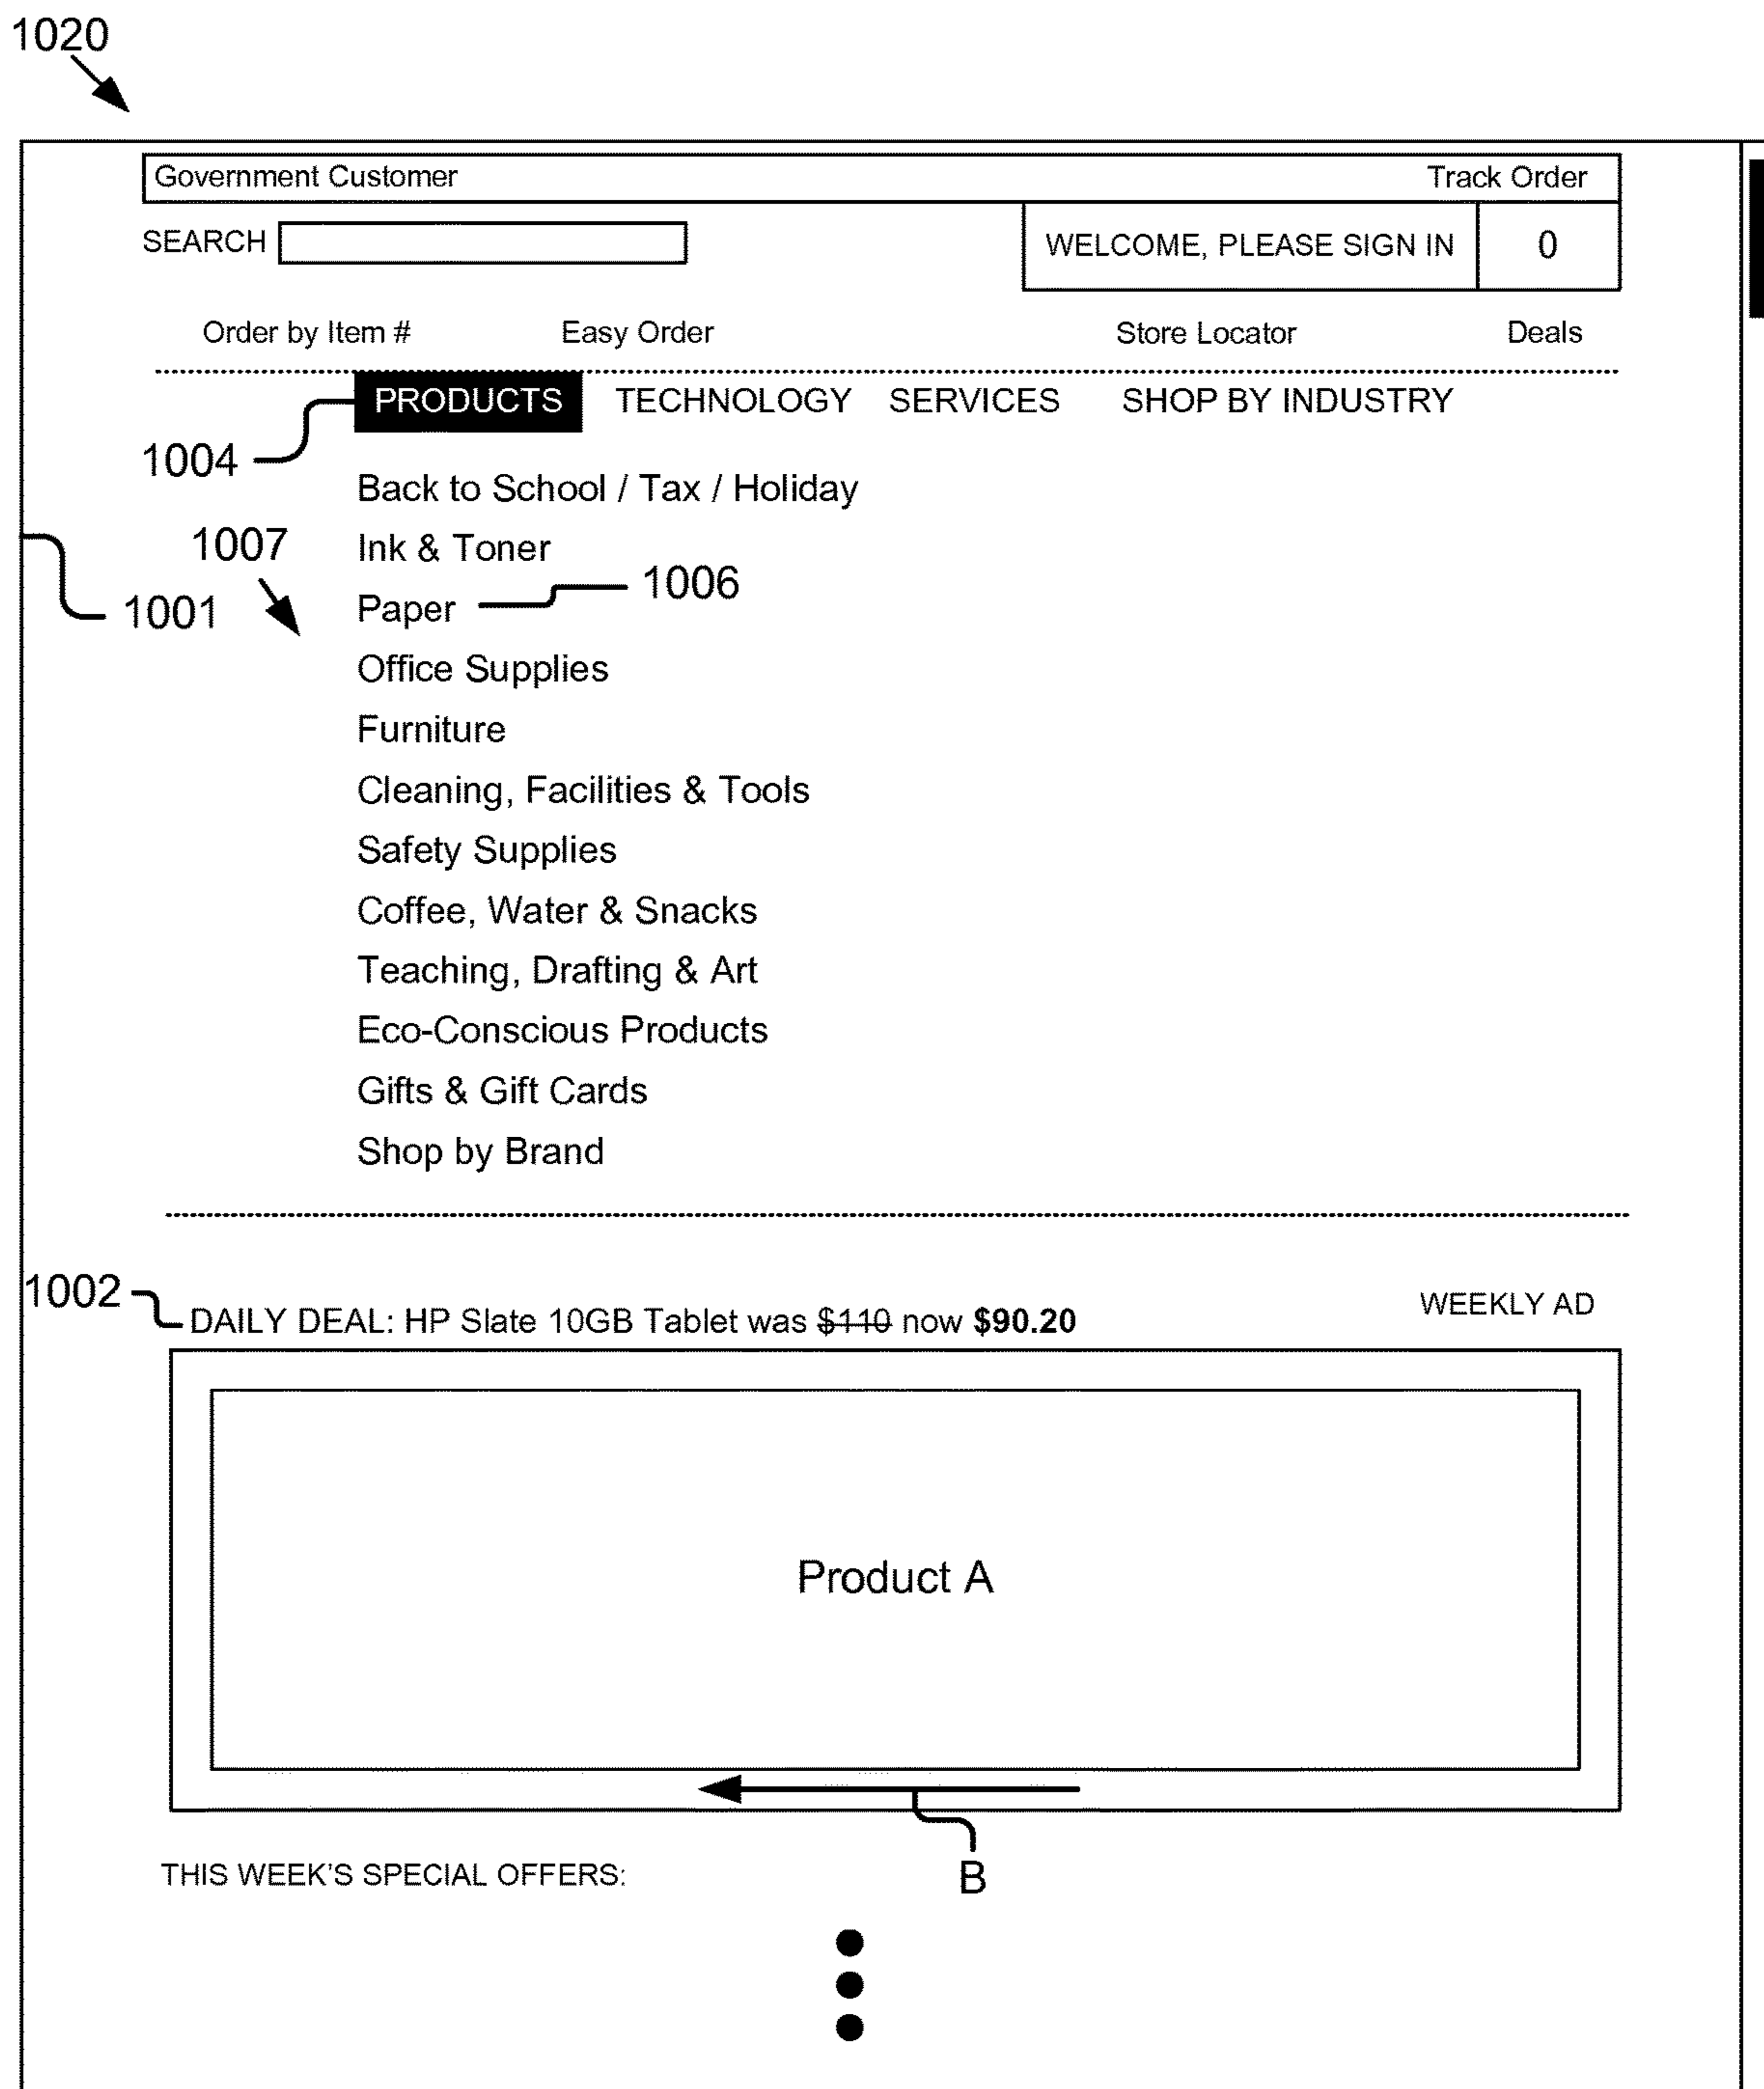 1020
Government Customer Track Order
SEARCH WELCOME, PLEASE SIGN IN 0
Order by Item # Easy Order Store Locator Deals
PRODUCTS TECHNOLOGY SERVICES SHOP BY INDUSTRY
1004
Back to School / Tax / Holiday
1007 Ink & Toner
1006
1001 Paper
Office Supplies
Furniture
Cleaning, Facilities & Tools
Safety Supplies
Coffee, Water & Snacks
Teaching, Drafting & Art
Eco-Conscious Products
Gifts & Gift Cards
Shop by Brand
1002
WEEKLY AD
DAILY DEAL: HP Slate 10GB Tablet was $110 now $90.20
Product A
B
THIS WEEK'S SPECIAL OFFERS: